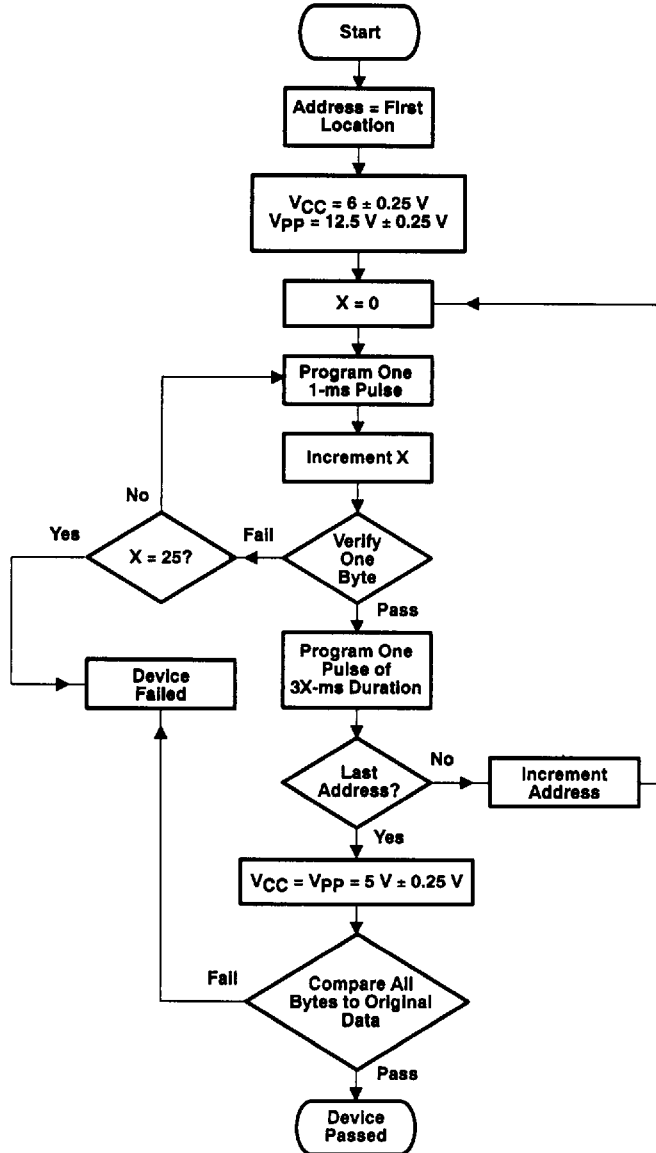 Start
Address = First
Location
VCC = 6 ± 0.25 V
VPP = 12.5 V ± 0.25 V
X = 0
Program One
1-ms Pulse
Increment X
No
Yes
X = 25?
Fail
Verify
One
Byte
Pass
Program One
Pulse of
3X-ms Duration
Device
Failed
Last
Address?
No
Increment
Address
Yes
VCC = VPP = 5 V ± 0.25 V
Fail
Compare All
Bytes to Original
Data
Pass
Device
Passed